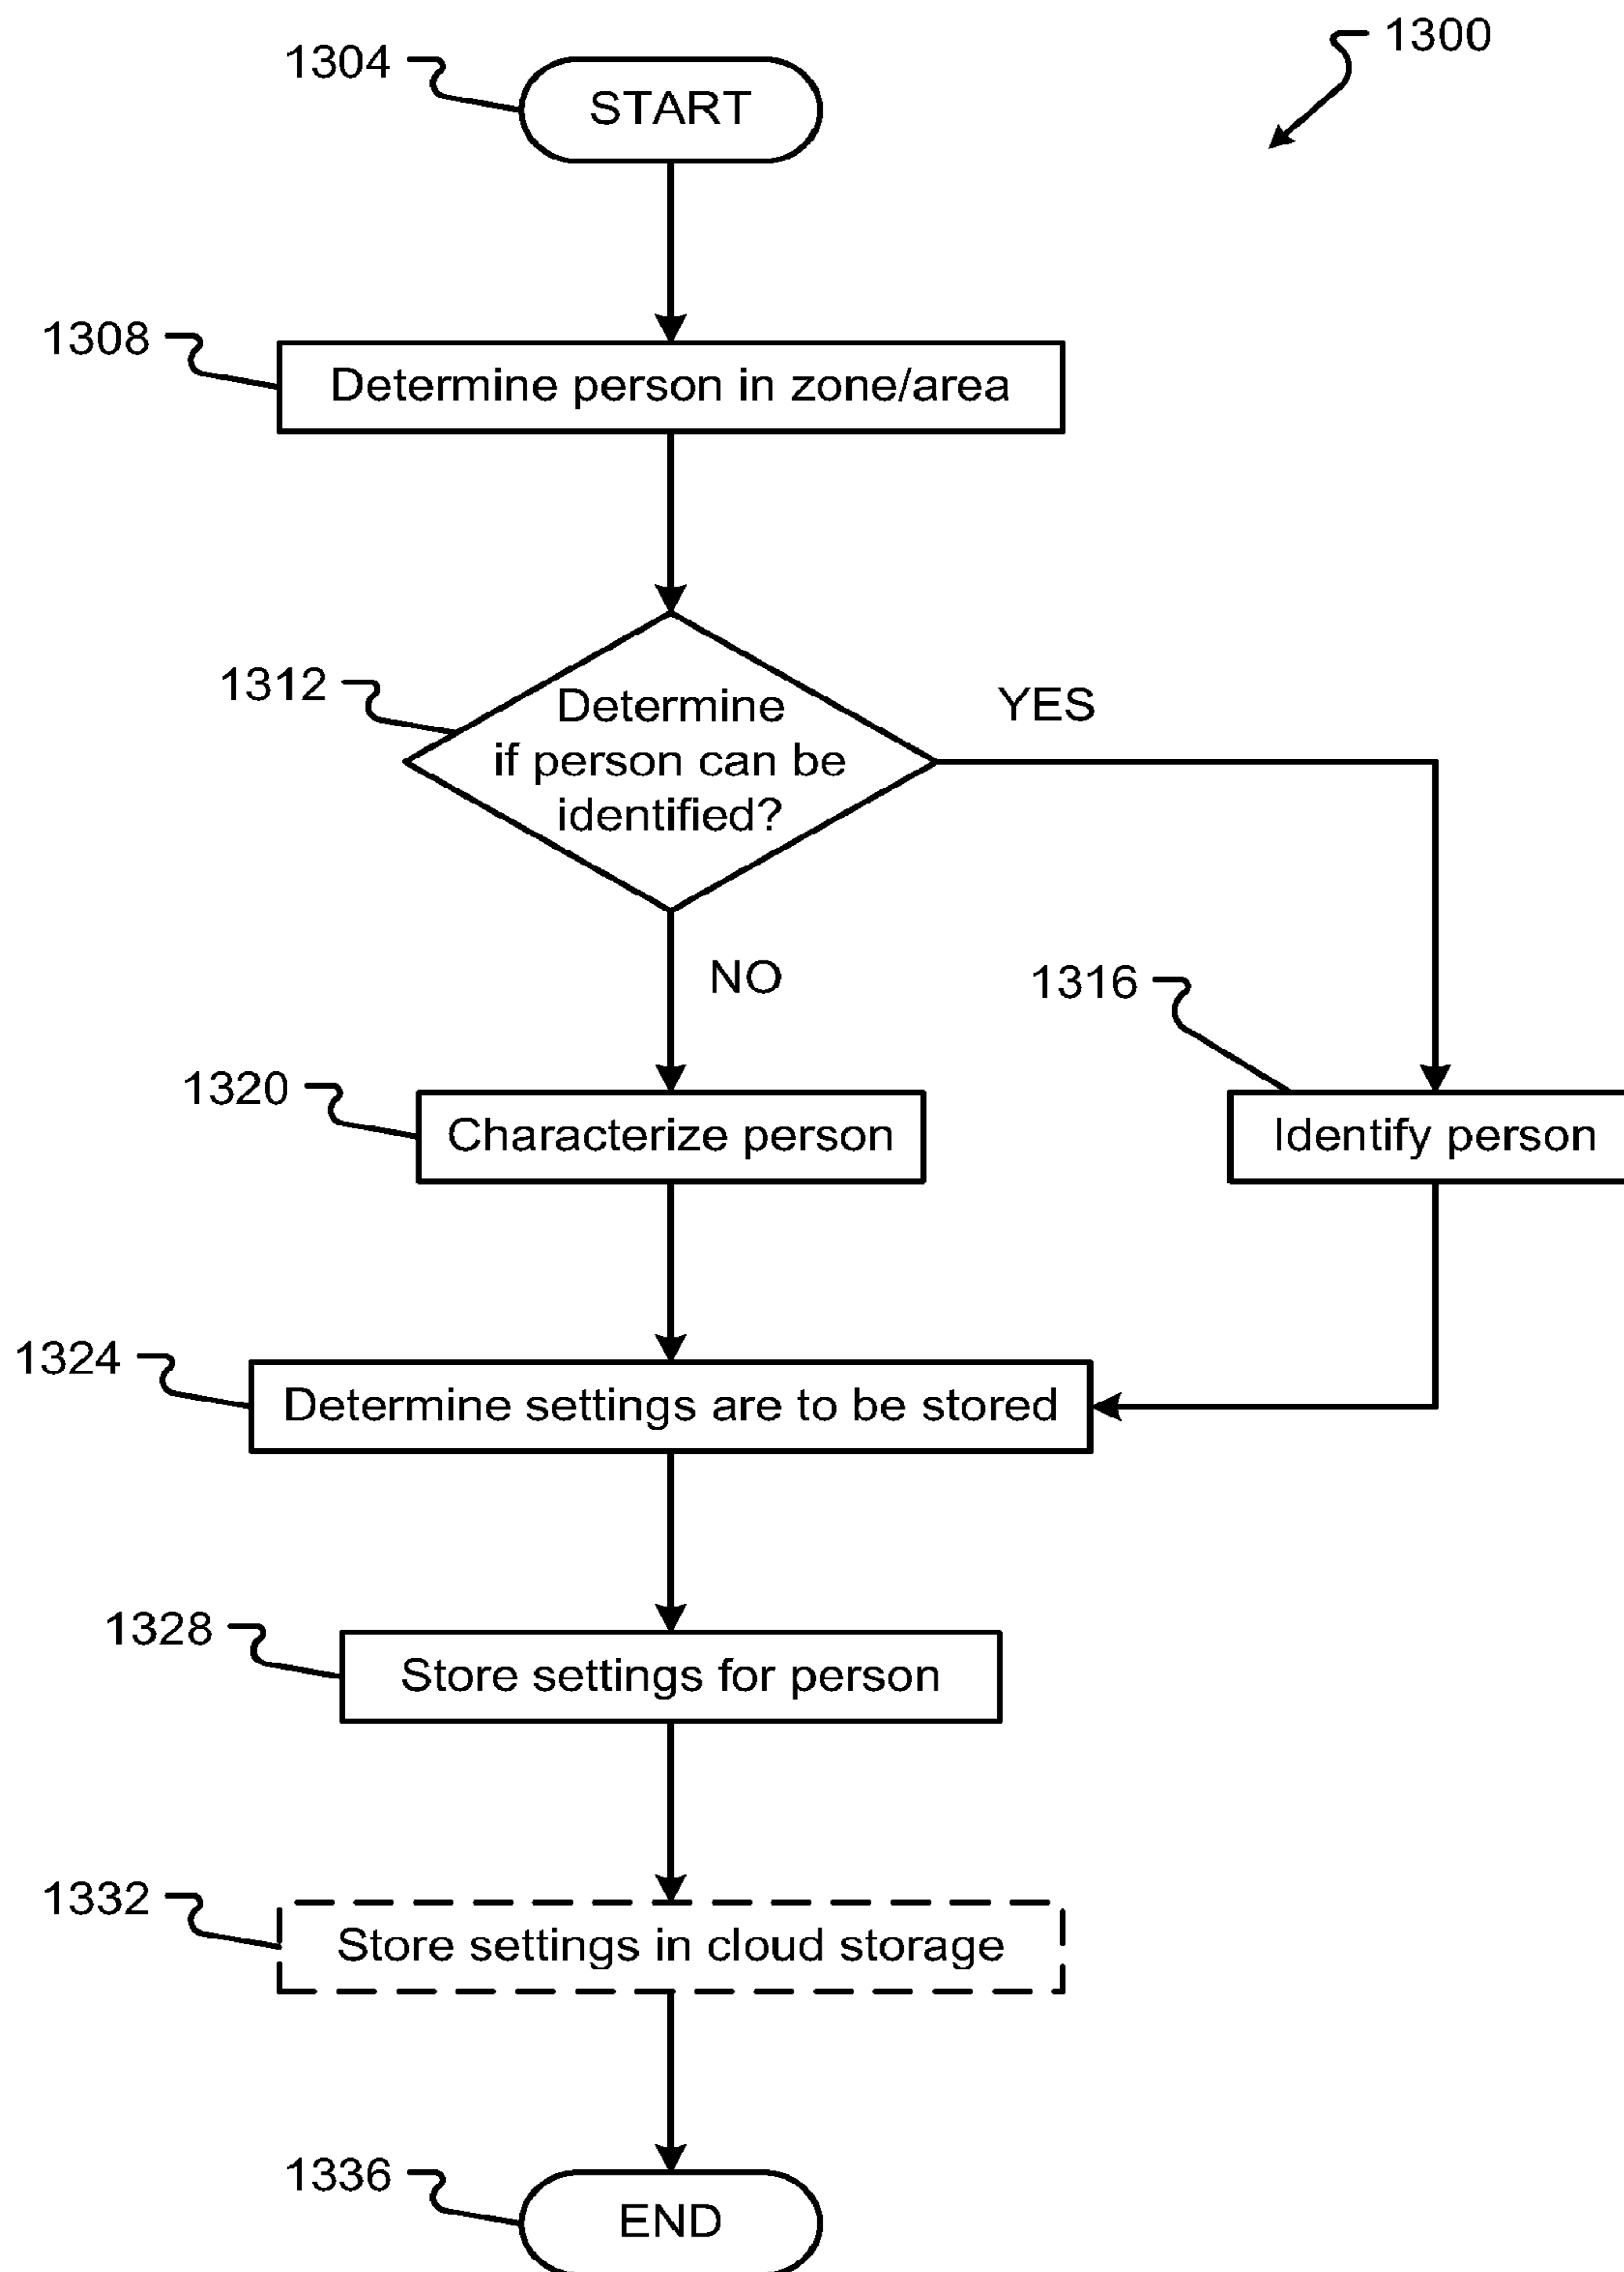 1300
1304
START
1308
Determine person in zone/area
1312
Determine
if person can be
identified?
YES
NO
1316
1320
Characterize person
Identify person
1324
Determine settings are to be stored
1328
Store settings for person
1332
Store settings in cloud storage
1336
END